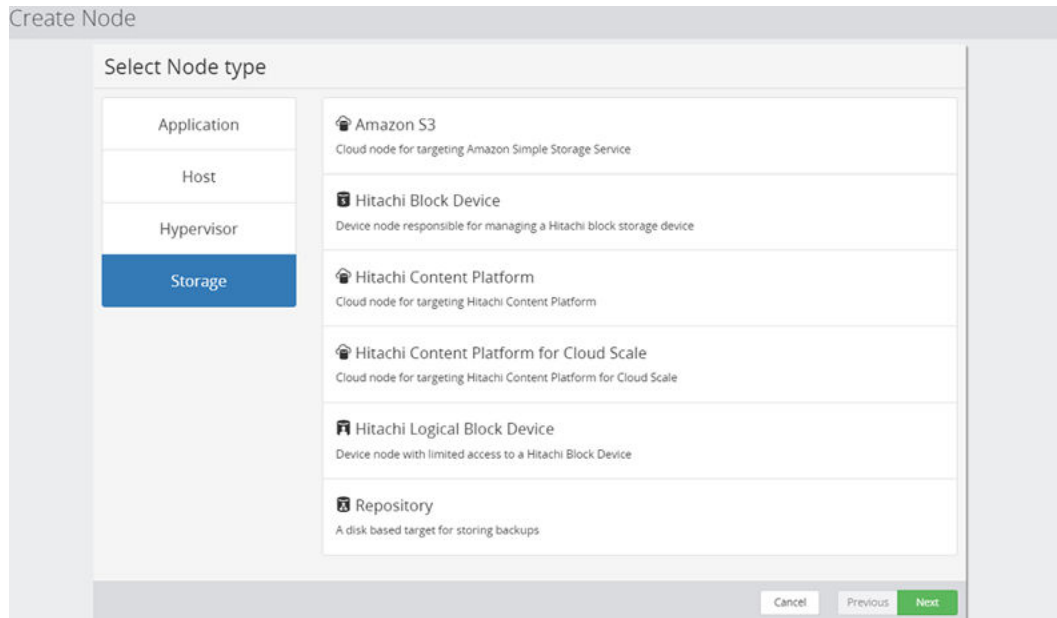 Create Node
Select Node type
Application
Host
Hypervisor
Storage
Amazon S3
Cloud node for targeting Amazon Simple Storage Service
Hitachi Block Device
Device node responsible for managing a Hitachi block storage device
Hitachi Content Platform
Cloud node for targeting Hitachi Content Platform
Hitachi Content Platform for Cloud Scale
Cloud node for targeting Hitachi Content Platform for Cloud Scale
Hitachi Logical Block Device
Device node with limited access to a Hitachi Block Device
Repository
A disk based target for storing backups
Cancel
Previous
Next